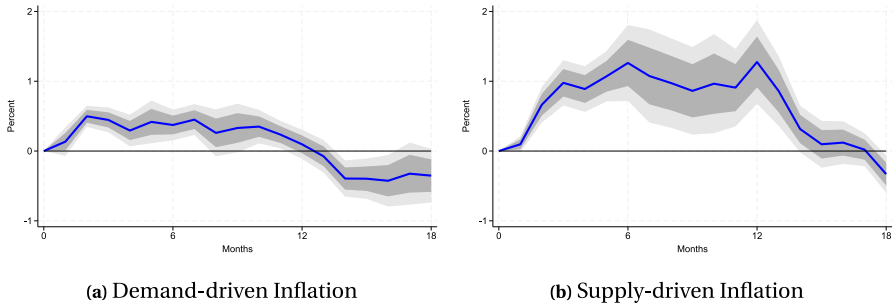 2
1
0
-1
Percent
0
6
12
18
Months
(a) Demand-driven Inflation
2
1
0
-1
Percent
0
6
12
18
Months
(b) Supply-driven Inflation